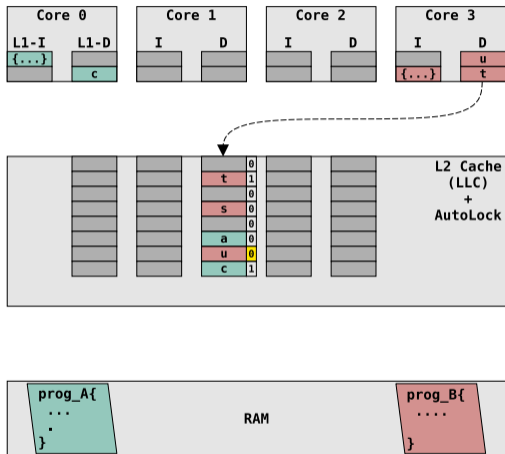 Core 0
Core 1
Core 2
Core 3
L1-I
L1-D
I
D
I
D
I
D
{...}
u
c
{...}
t
0
t
1
0
s
0
0
a
0
u
0
c
1
L2 Cache
(LLC)
+
AutoLock
prog_A{
...
.
}
RAM
prog_B{
....
}